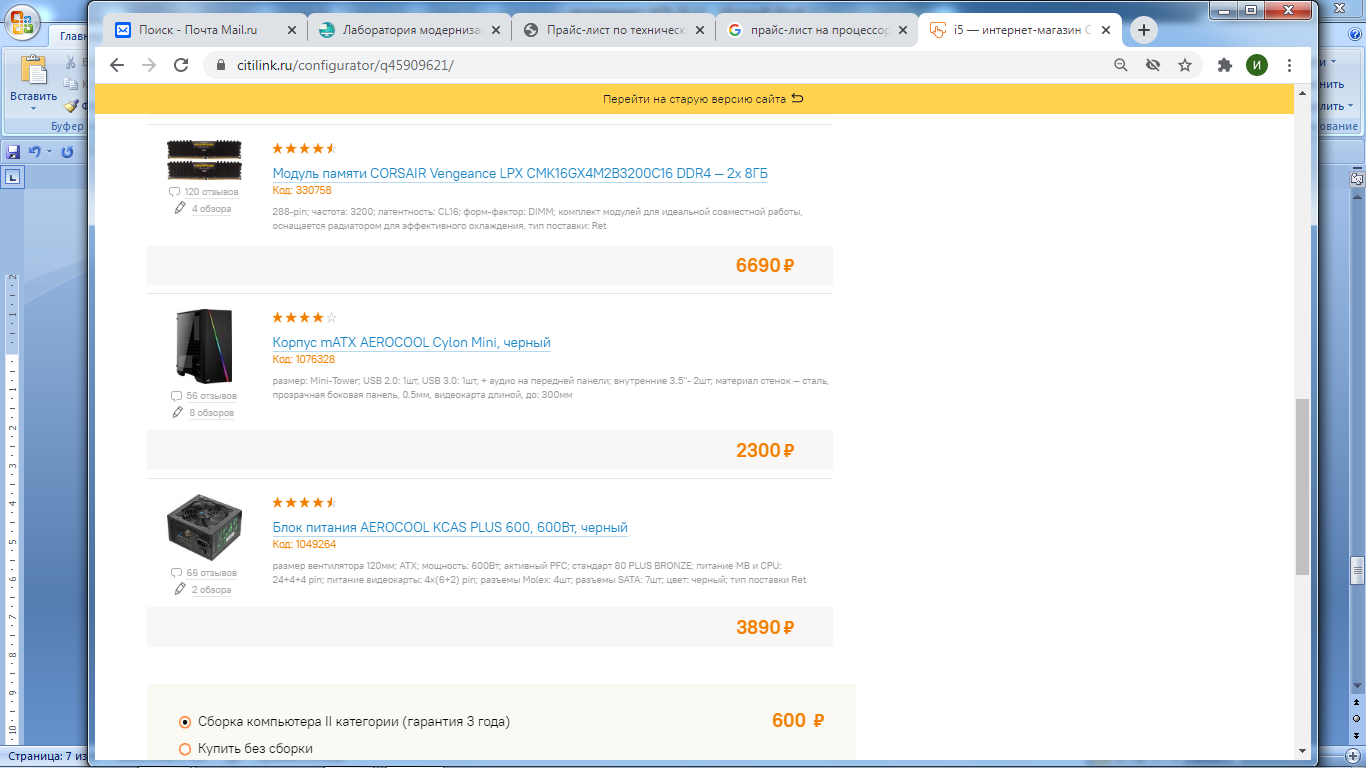 Поиск - Почта Mail.ru
Лаборатория модерниза
Прайс-лист по техническ
прайс-лист на процессор
i5 — интернет-магазин С
Главн
citilink.ru/configurator/q45909621/
И
Вставить
Буфер
нить
лить
ование
Перейти на старую версию сайта
Модуль памяти CORSAIR Vengeance LPX CMK16GX4M2B3200C16 DDR4 — 2x 8ГБ
Код: 330758
120 отзывов
4 обзора
288-pin; частота: 3200; латентность: CL16; форм-фактор: DIMM; комплект модулей для идеальной совместной работы,
оснащается радиатором для эффективного охлаждения, тип поставки: Ret
6690 ₽
Корпус mATX AEROCOOL Cylon Mini, черный
Код: 1076328
размер: Mini-Tower; USB 2.0: 1шт, USB 3.0: 1шт, + аудио на передней панели; внутренние 3.5"- 2шт; материал стенок — сталь,
прозрачная боковая панель, 0.5мм, видеокарта длиной, до: 300мм
56 отзывов
8 обзоров
2300 ₽
Блок питания AEROCOOL KCAS PLUS 600, 600Вт, черный
Код: 1049264
размер вентилятора 120мм; ATX; мощность: 600Вт; активный PFC; стандарт 80 PLUS BRONZE; питание MB и CPU:
24+4+4 pin; питание видеокарты: 4x(6+2) pin; разъемы Molex: 4шт; разъемы SATA: 7шт; цвет: черный; тип поставки Ret
66 отзывов
2 обзора
3890 ₽
Сборка компьютера II категории (гарантия 3 года)
600 ₽
Купить без сборки
Страница: 7 из